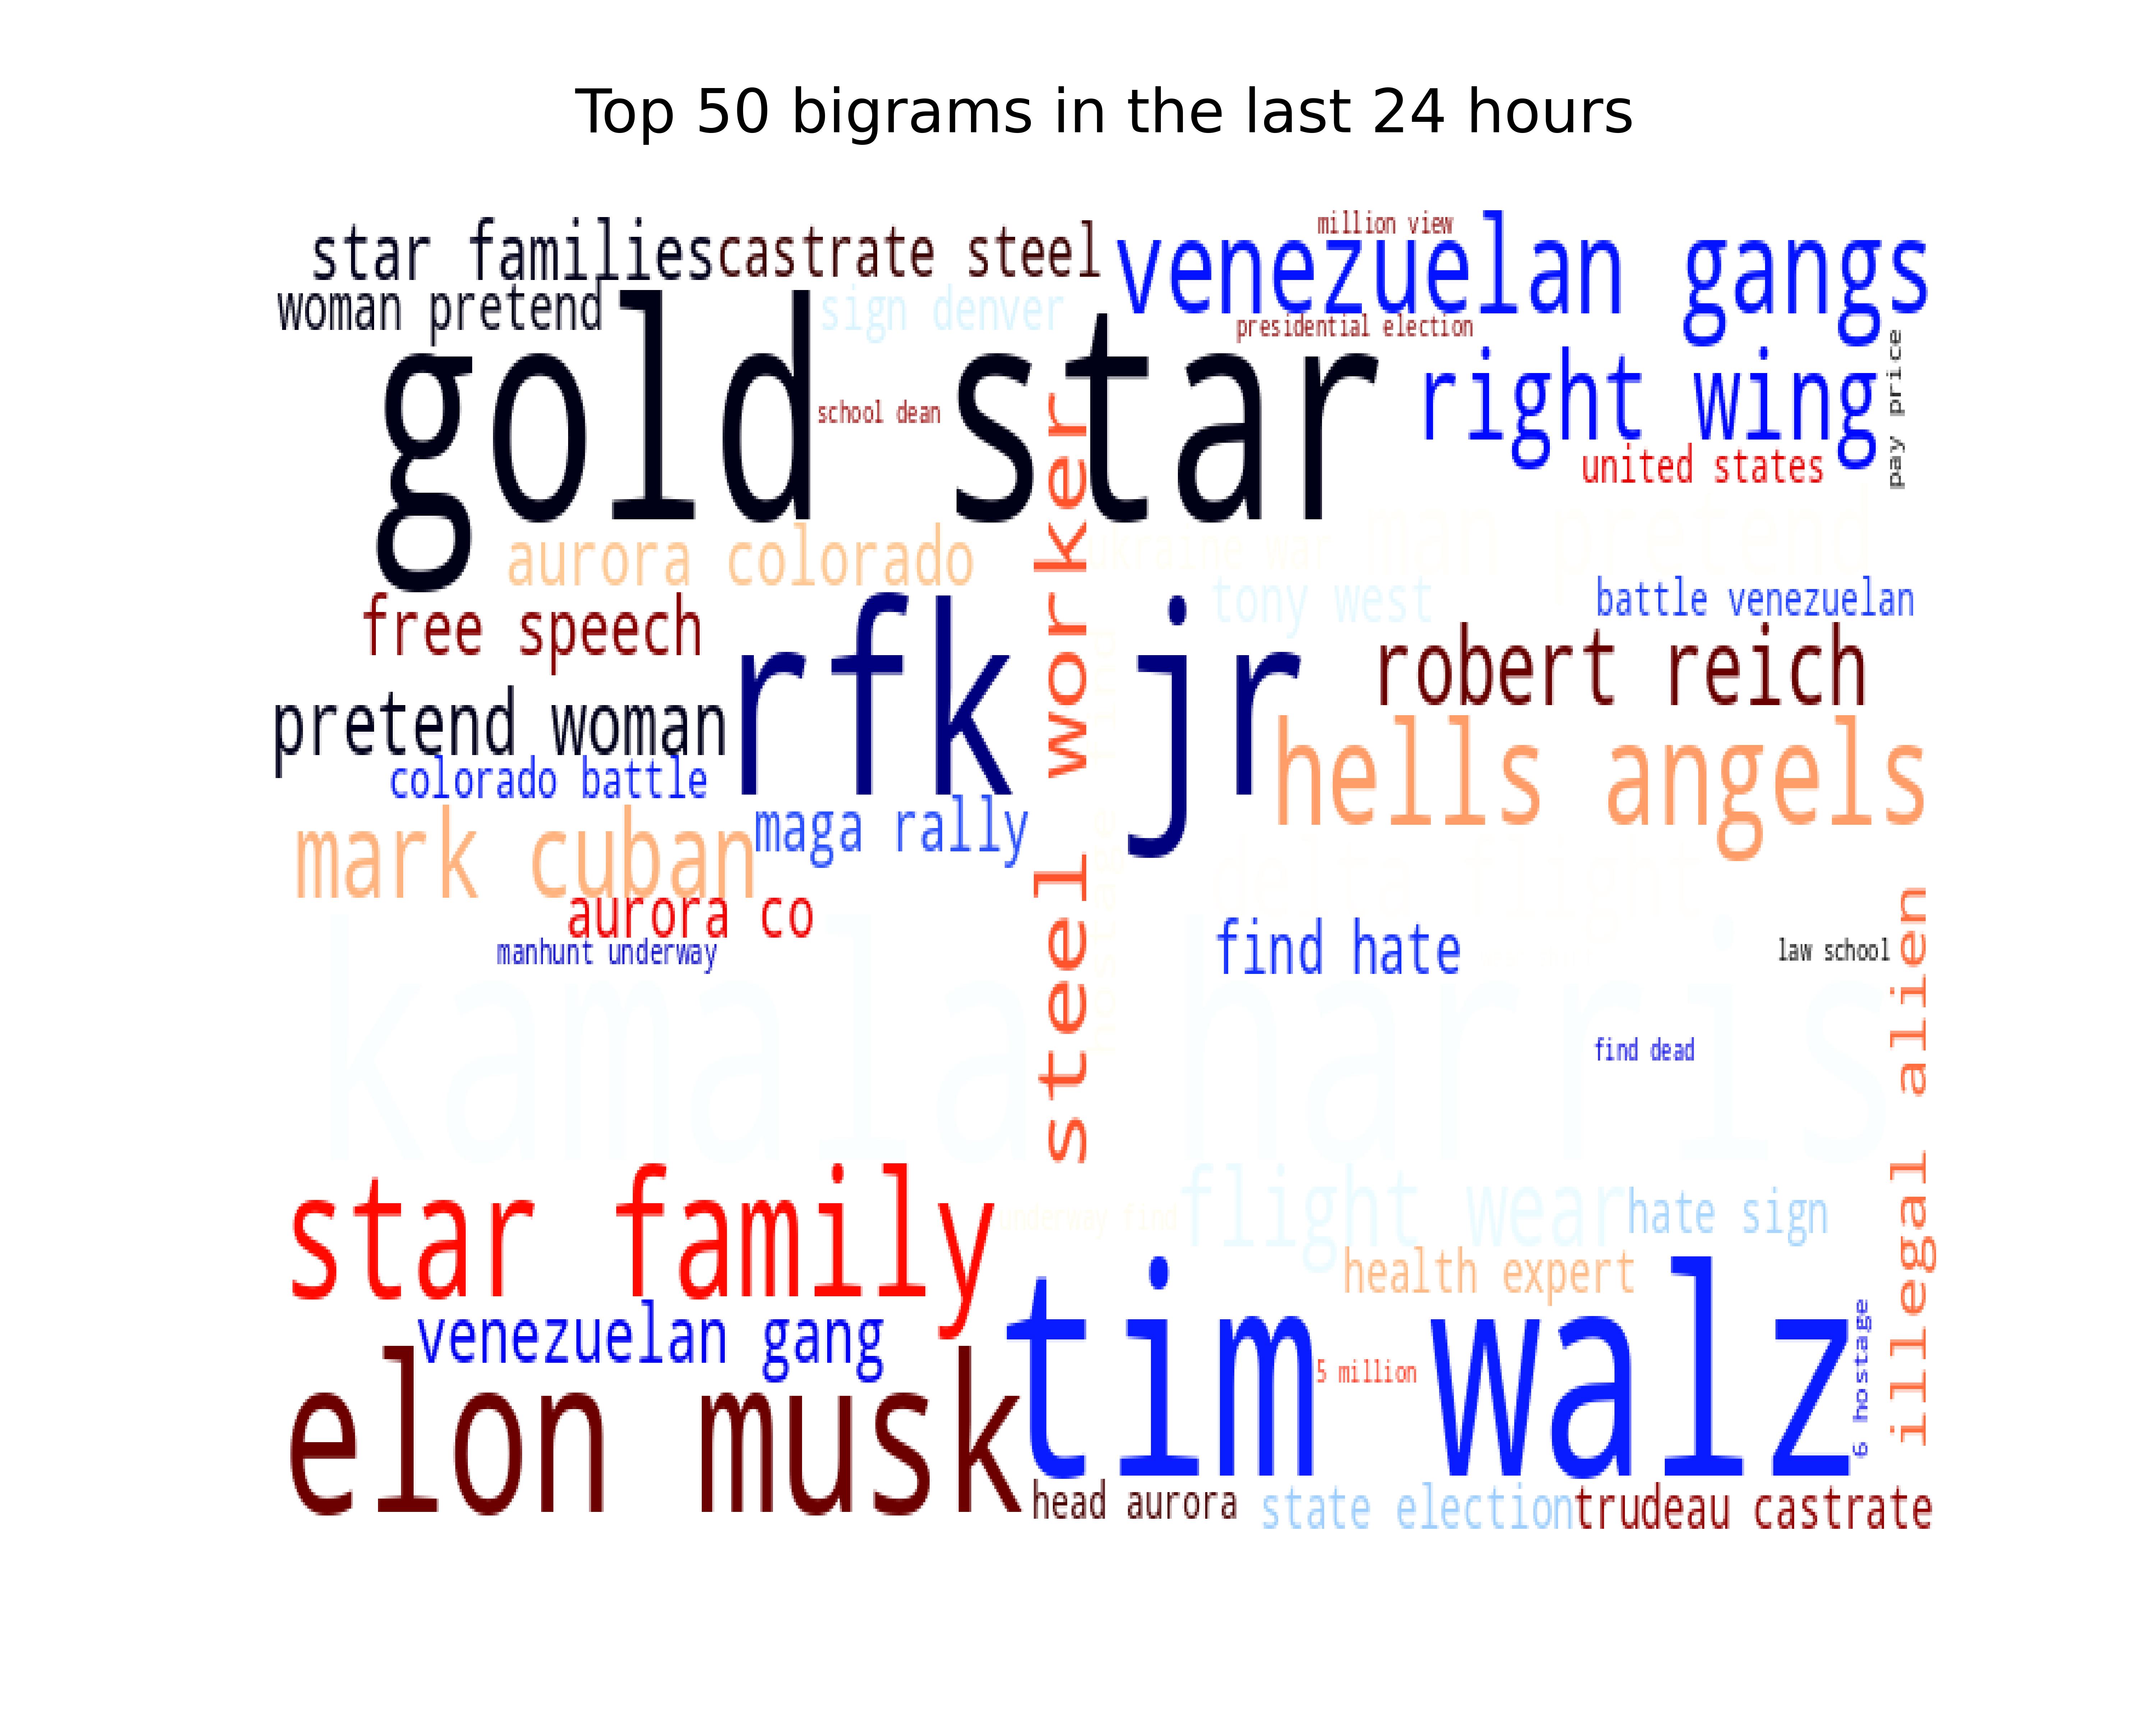 Top 50 bigrams in the last 24 hours
million view
star families
castrate steel
venezuelan gangs
woman pretend
sign denver
presidential election
gold star
school dean
right wing
pay price
united states
aurora colorado
tony west
battle venezuelan
free speech
robert reich
rfk jr
pretend woman
steel worker
hells angels
colorado battle
mark cuban
maga rally
aurora co
manhunt underway
find hate
law school
kamala harris
find dead
illegal alien
star family
underway find
flight wear
hate sign
health expert
venezuelan gang
tim walz
5 million
6 hostage
elon musk
head aurora
state election
trudeau castrate